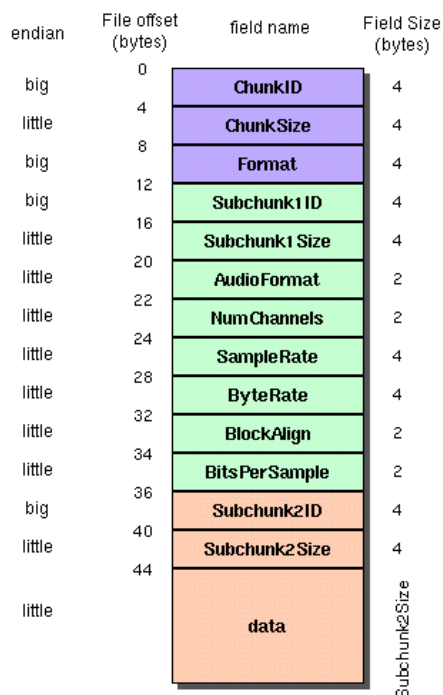 endian File offset (bytes) field name Field Size (bytes)
0
big ChunkID 4
4
little ChunkSize 4
8
big Format 4
12
big Subchunk1ID 4
16
little Subchunk1Size 4
20
little AudioFormat 2
22
little NumChannels 2
24
little SampleRate 4
28
little ByteRate 4
32
little BlockAlign 2
34
little BitsPerSample 2
36
big Subchunk2ID 4
40
little Subchunk2Size 4
44
little data Subchunk2Size